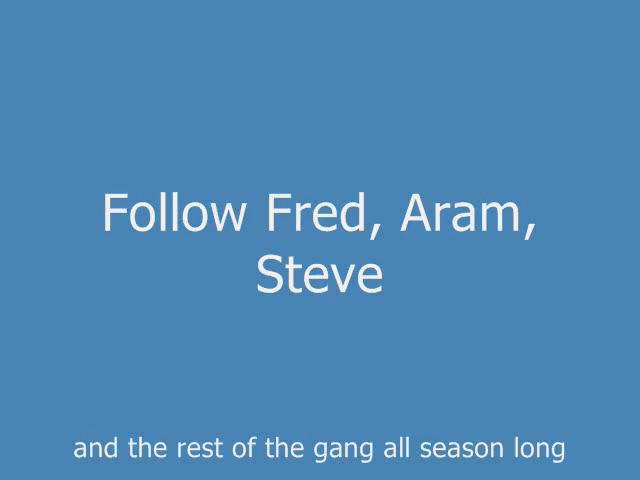 Follow Fred, Aram,
Steve
and the rest of the gang all season long